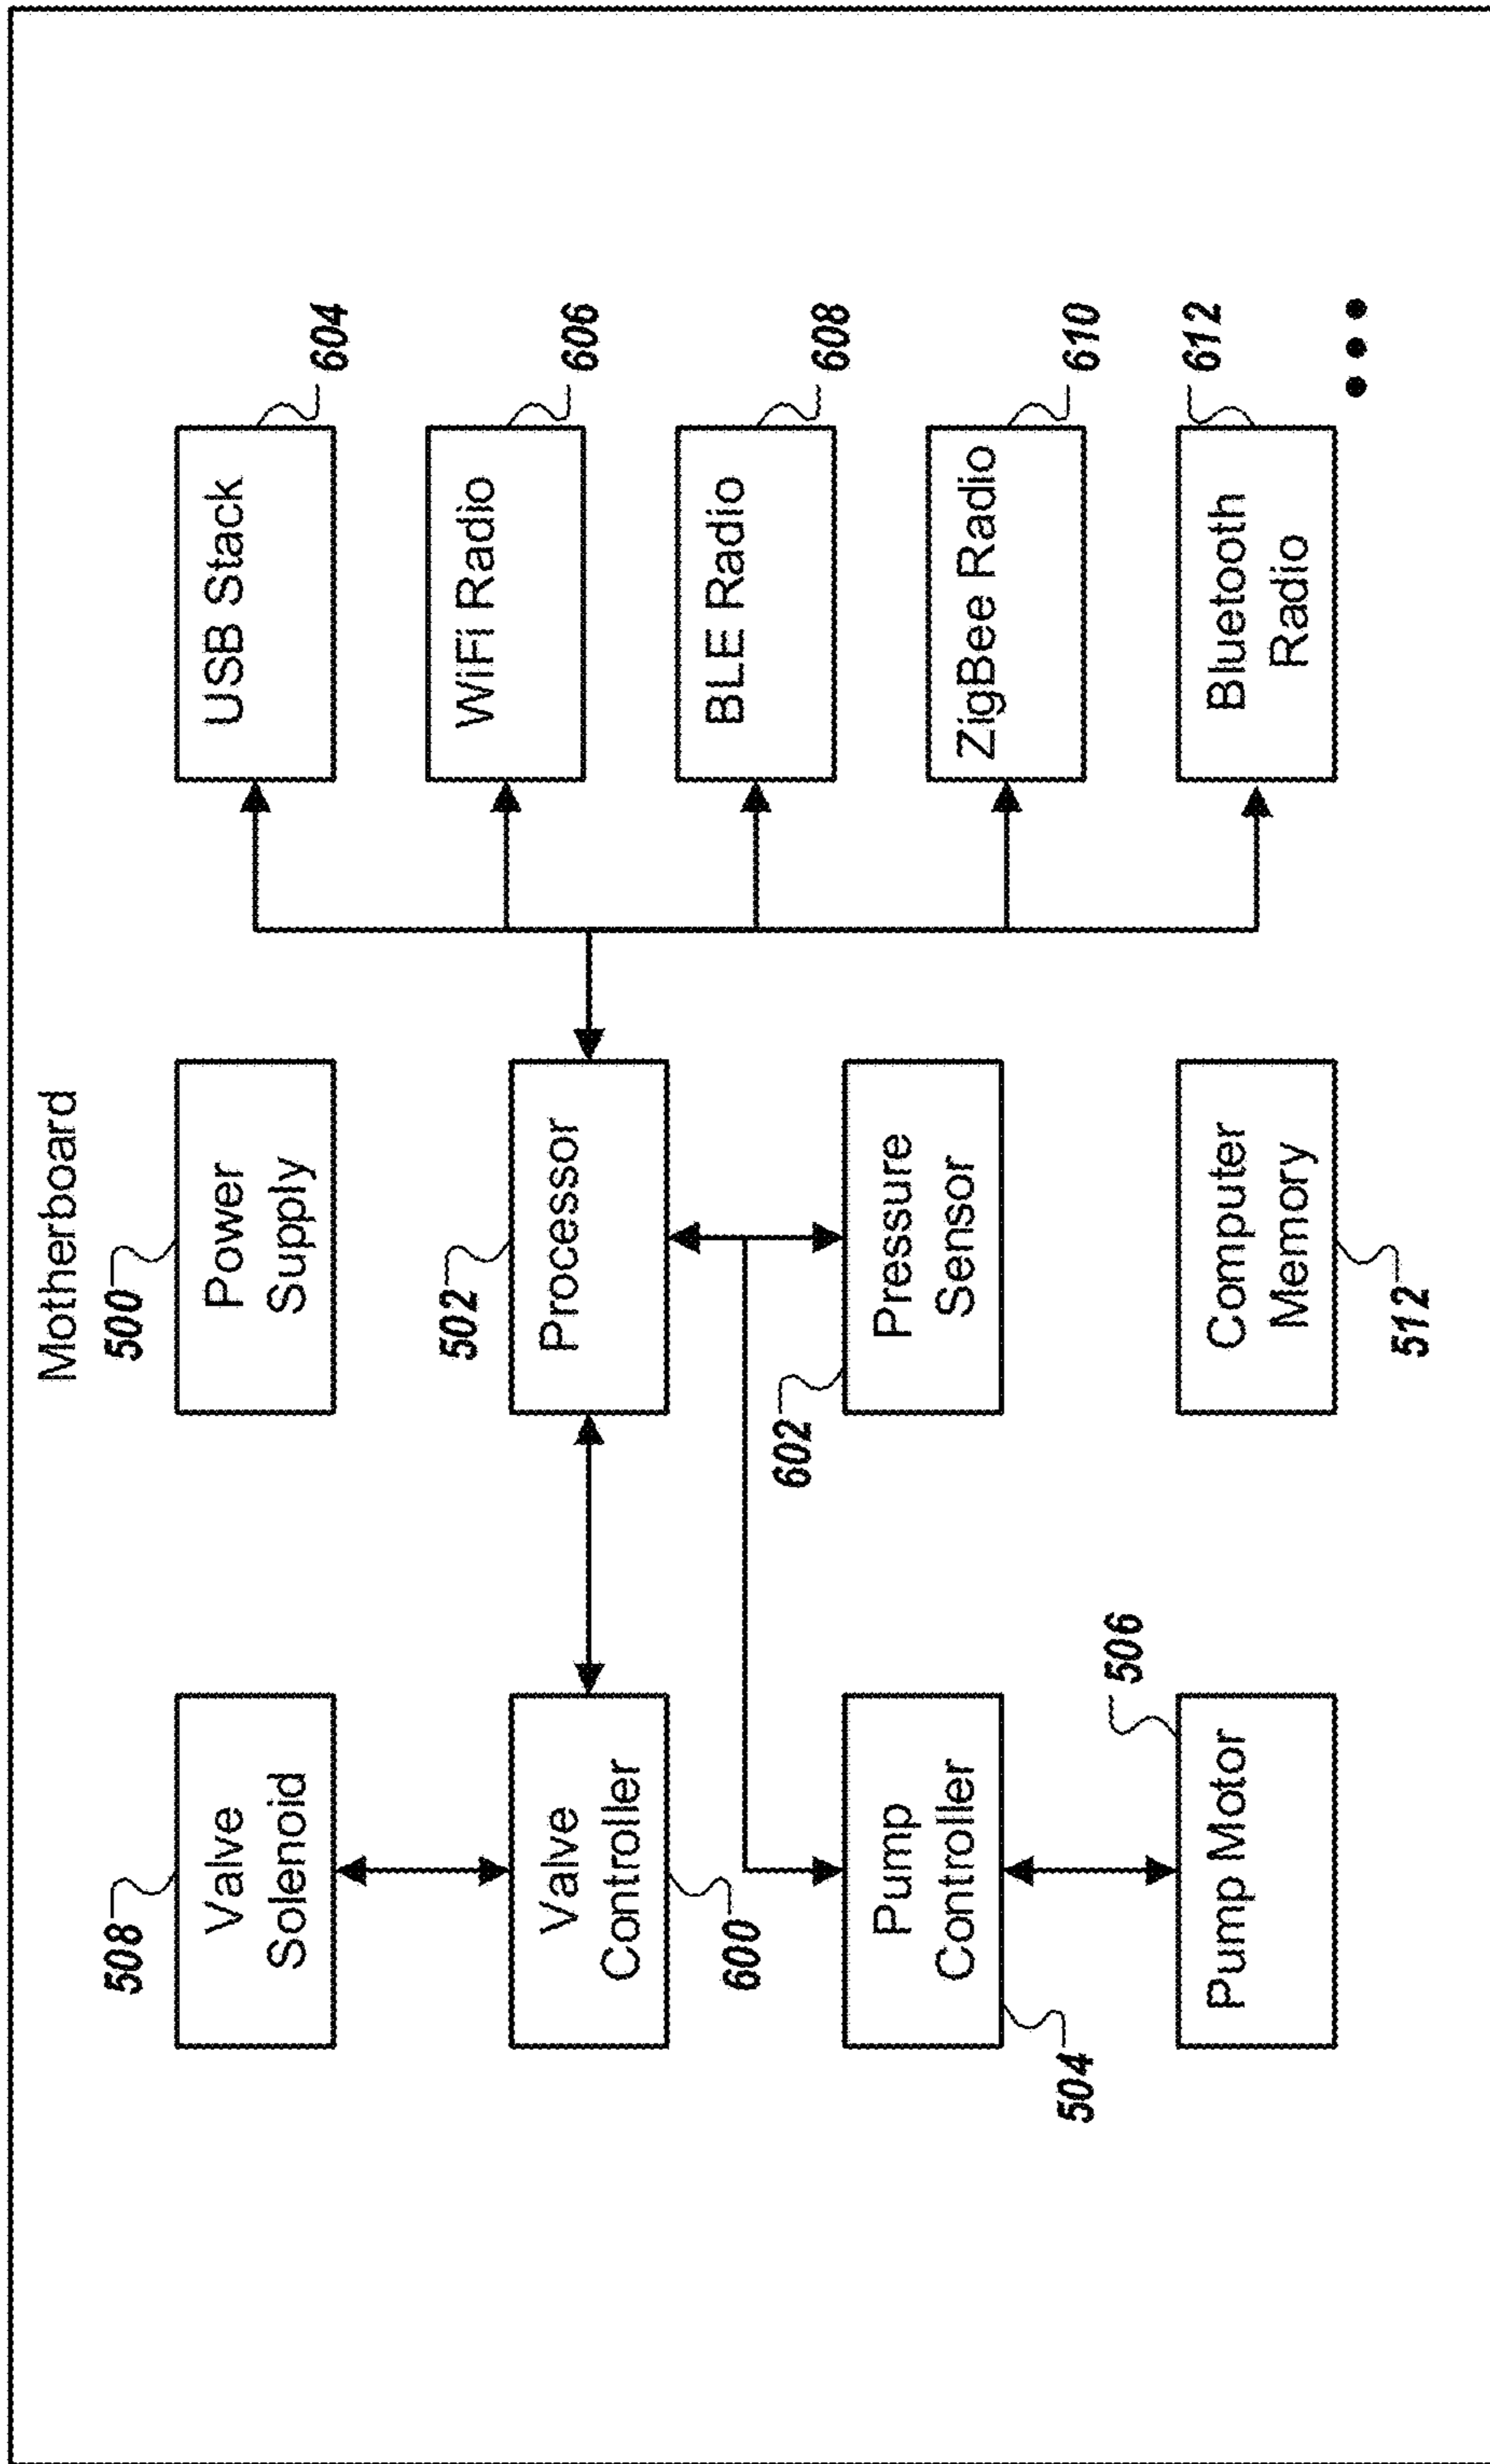 Motherboard
508
Valve
Solenoid
500
Power
Supply
USB Stack
604
WiFi Radio
606
Valve
Controller
600
502
Processor
BLE Radio
608
Pump
Controller
504
602
Pressure
Sensor
ZigBee Radio
610
506
Pump Motor
Computer
Memory
512
612
Bluetooth
Radio